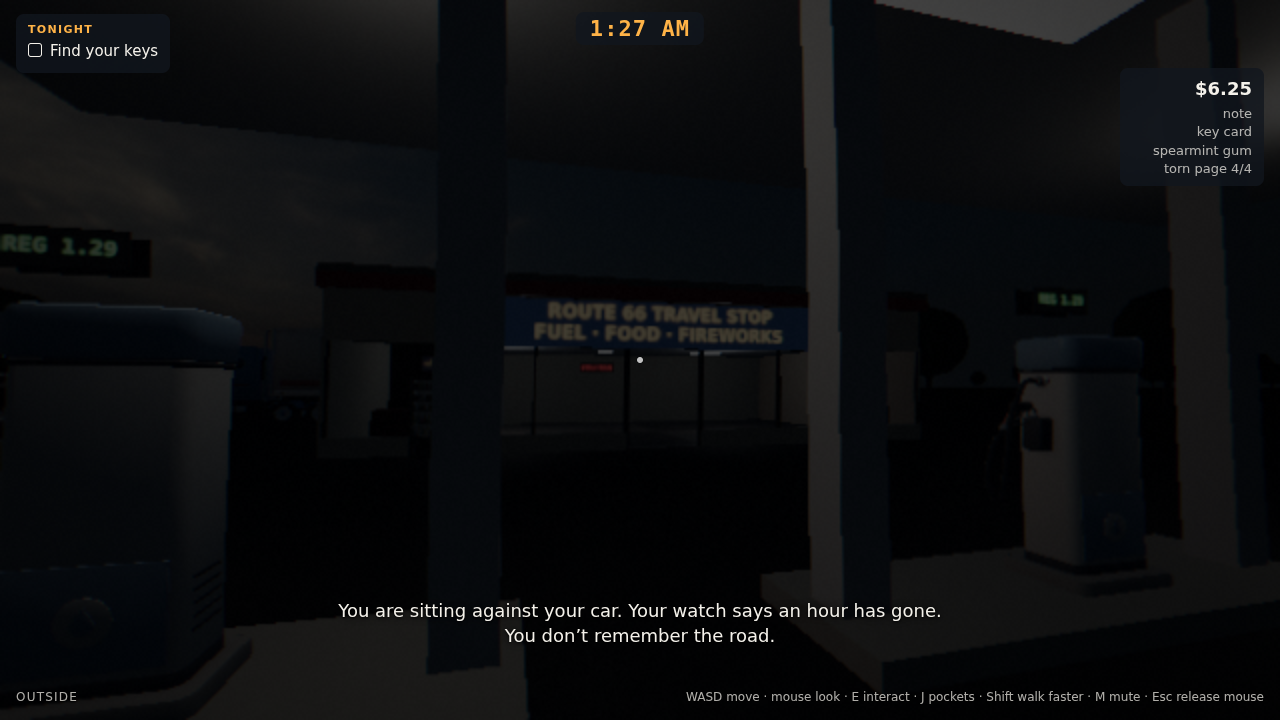 TONIGHT
Find your keys
1:27 AM
$6.25
note
key card
spearmint gum
torn page 4/4
REG 1.29
REG 1.29
ROUTE 66 TRAVEL STOP
FUEL · FOOD · FIREWORKS
You are sitting against your car. Your watch says an hour has gone.
You don’t remember the road.
OUTSIDE
WASD move · mouse look · E interact · J pockets · Shift walk faster · M mute · Esc release mouse